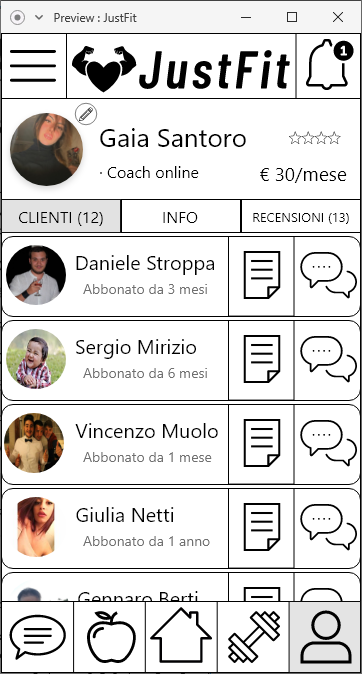 Preview : JustFit
JustFit
1
Gaia Santoro
· Coach online
€ 30/mese
CLIENTI (12)
INFO
RECENSIONI (13)
Daniele Stroppa
Abbonato da 3 mesi
Sergio Mirizio
Abbonato da 6 mesi
Vincenzo Muolo
Abbonato da 1 mese
Giulia Netti
Abbonato da 1 anno
Gennaro Berti